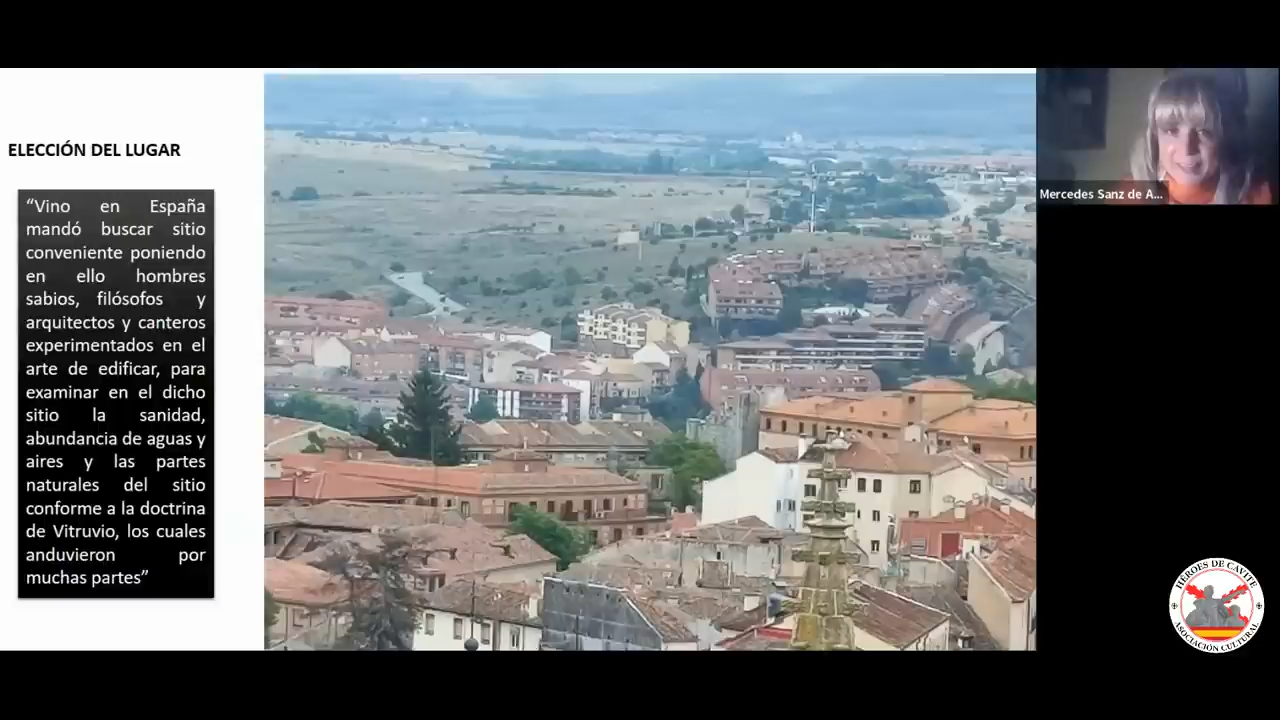 ELECCIÓN DEL LUGAR
“Vino en España
mandó buscar sitio
conveniente poniendo
en ello hombres
sabios, filósofos y
arquitectos y canteros
experimentados en el
arte de edificar, para
examinar en el dicho
sitio la sanidad,
abundancia de aguas y
aires y las partes
naturales del sitio
conforme a la doctrina
de Vitruvio, los cuales
anduvieron por
muchas partes”
Mercedes Sanz de A...
HÉROES DE CAVITE
ASOCIACIÓN CULTURAL